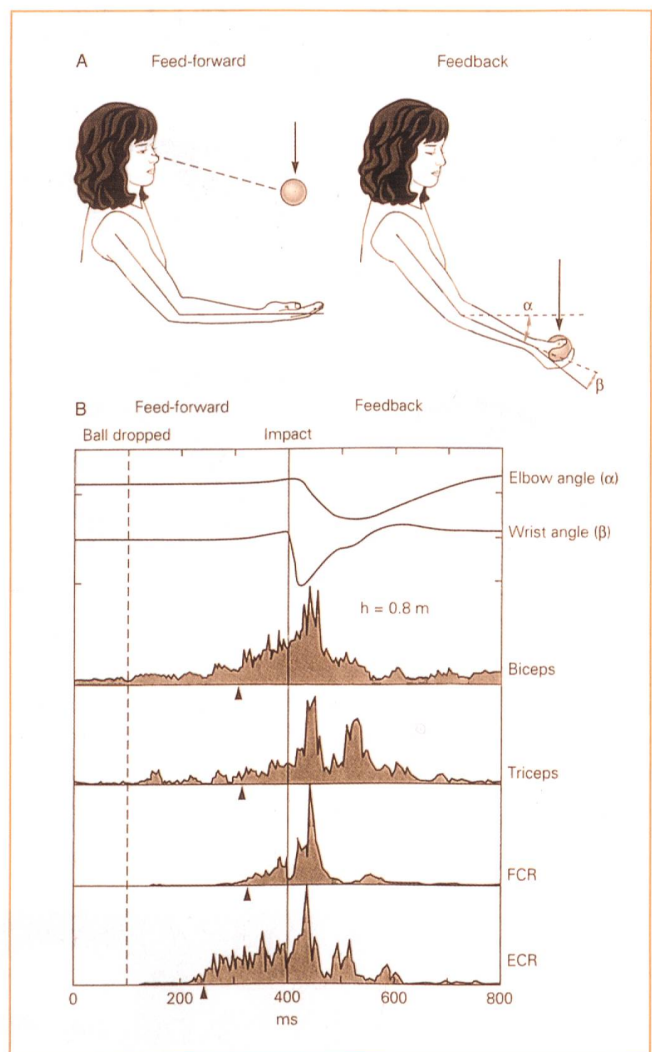 A Feed-forward Feedback
α
β
B Feed-forward Feedback
Ball dropped Impact
Elbow angle (α)
Wrist angle (β)
h = 0.8 m
Biceps
Triceps
FCR
ECR
0 200 400 600 800
ms